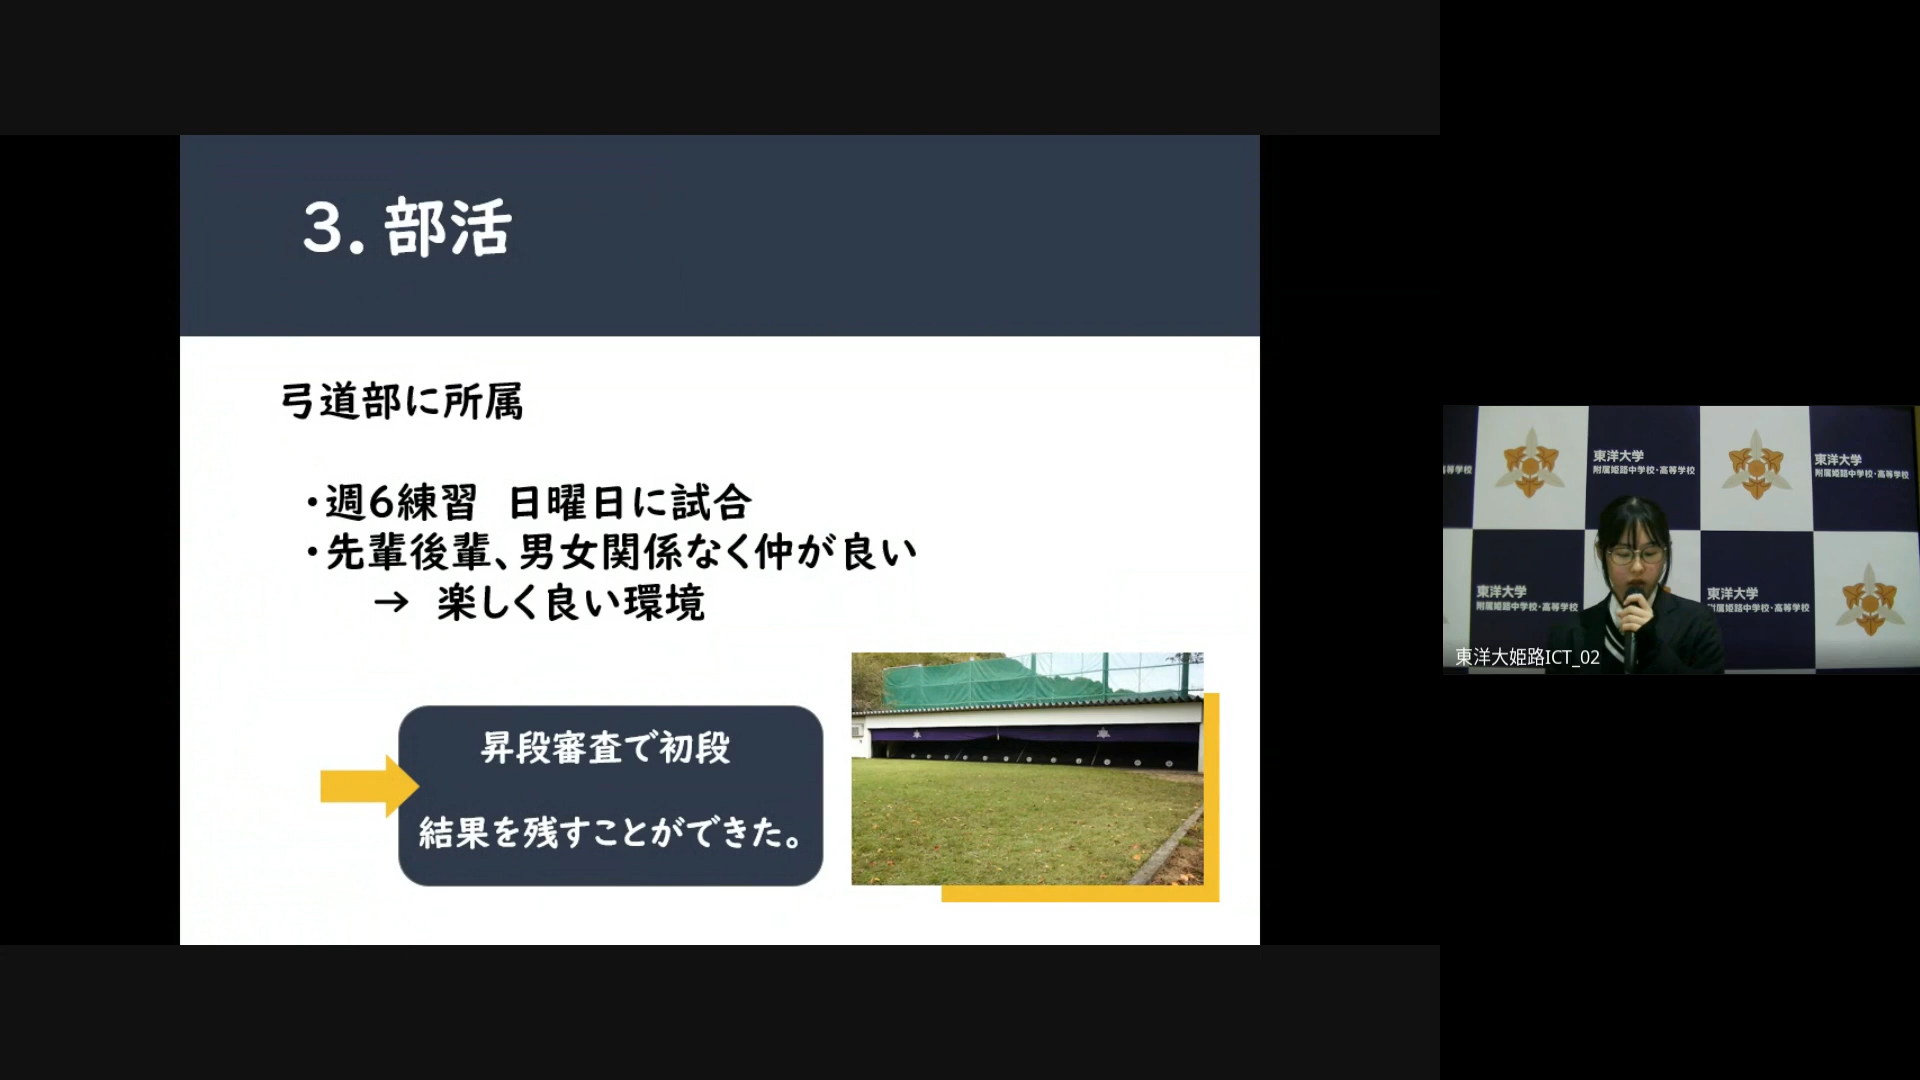 3. 部活
弓道部に所属
・週6練習　日曜日に試合
・先輩後輩、男女関係なく仲が良い
→　楽しく良い環境
昇段審査で初段
結果を残すことができた。
等学校
東洋大学
附属姫路中学校・高等学校
東洋大学
附属姫路中学校・高等学校
東洋大学
附属姫路中学校・高等学校
東洋大学
附属姫路中学校・高等学校
東洋大姫路ICT_02